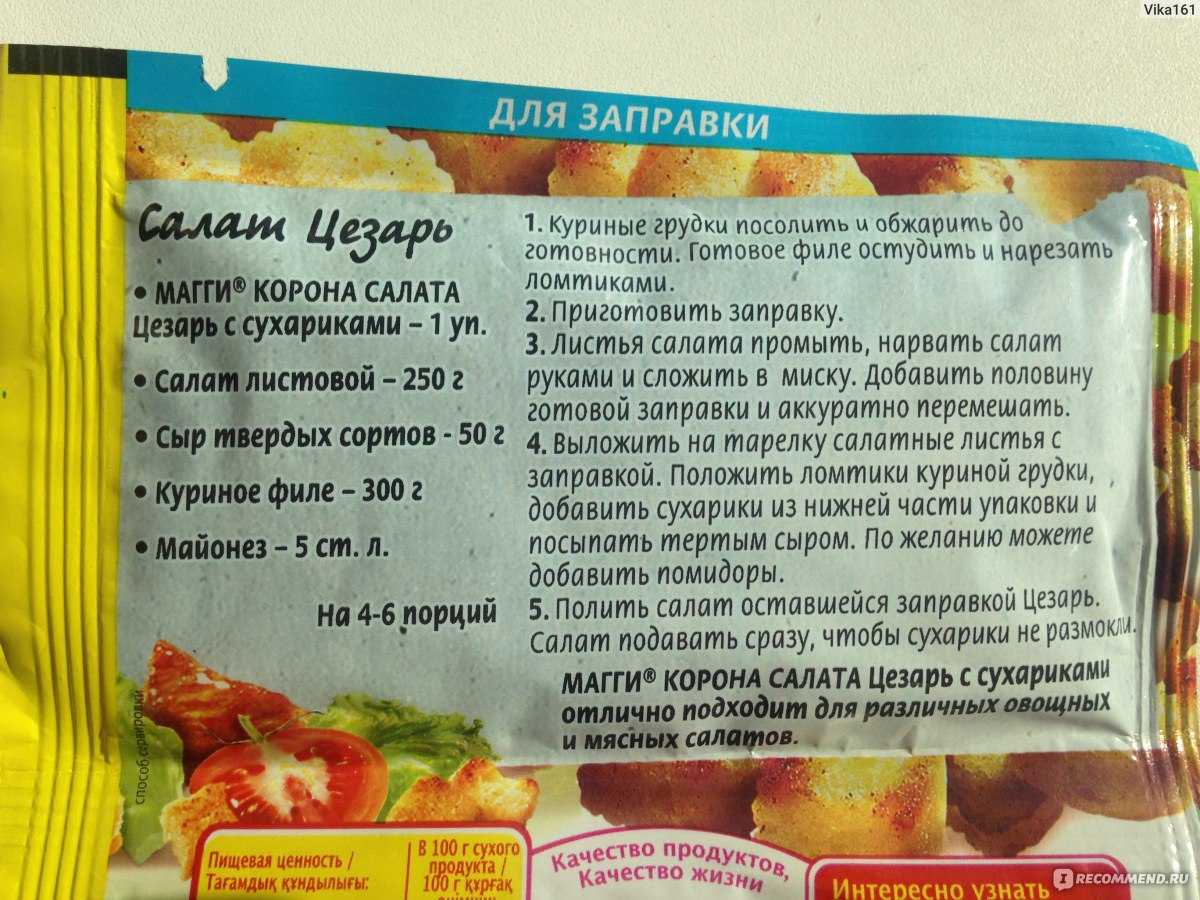 Vika161
ДЛЯ ЗАПРАВКИ
Салат Цезарь
• МАГГИ® КОРОНА САЛАТА
Цезарь с сухариками – 1 уп.
• Салат листовой – 250 г
• Сыр твердых сортов - 50 г
• Куриное филе – 300 г
• Майонез – 5 ст. л.
На 4-6 порций
1. Куриные грудки посолить и обжарить до
готовности. Готовое филе остудить и нарезать
ломтиками.
2. Приготовить заправку.
3. Листья салата промыть, нарвать салат
руками и сложить в миску. Добавить половину
готовой заправки и аккуратно перемешать.
4. Выложить на тарелку салатные листья с
заправкой. Положить ломтики куриной грудки,
добавить сухарики из нижней части упаковки и
посыпать тертым сыром. По желанию можете
добавить помидоры.
5. Полить салат оставшейся заправкой Цезарь.
Салат подавать сразу, чтобы сухарики не размокли.
МАГГИ® КОРОНА САЛАТА Цезарь с сухариками
отлично подходит для различных овощных
и мясных салатов.
способ сервировки
Пищевая ценность /
Тағамдық құндылығы:
В 100 г сухого
продукта /
100 г құрғақ
Качество продуктов,
Качество жизни
Интересно узнать
I RECOMMEND.RU